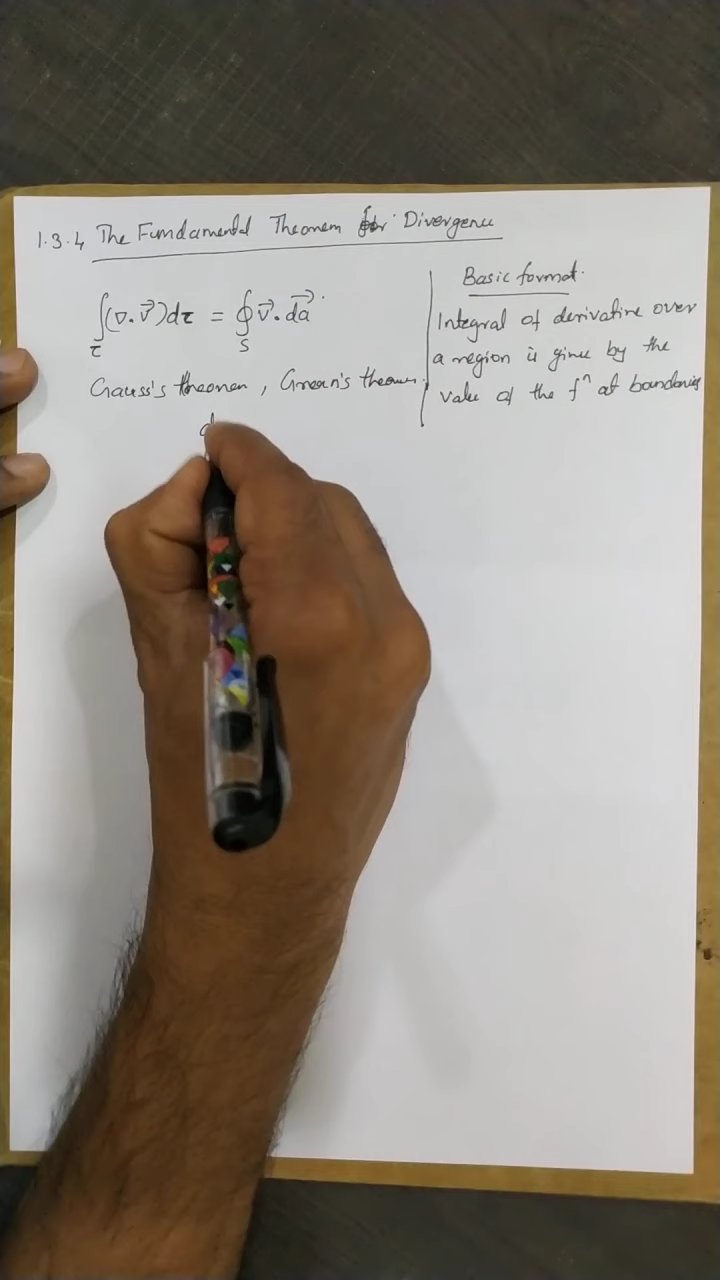 1.3.4 The Fundamental Theorem for Divergence
∫(∇.v⃗)dτ = ∮v⃗.da⃗
τ S
Gauss's theorem, Green's theorem.
d
Basic format.
Integral of derivative over
a region is given by the
value of the fⁿ at boundaries